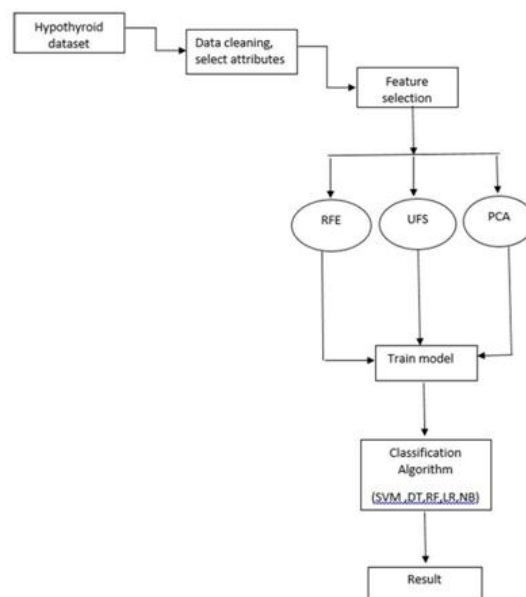 Hypothyroid
dataset
Data cleaning,
select attributes
Feature
selection
RFE
UFS
PCA
Train model
Classification
Algorithm
(SVM ,DT,RF,LR,NB)
Result